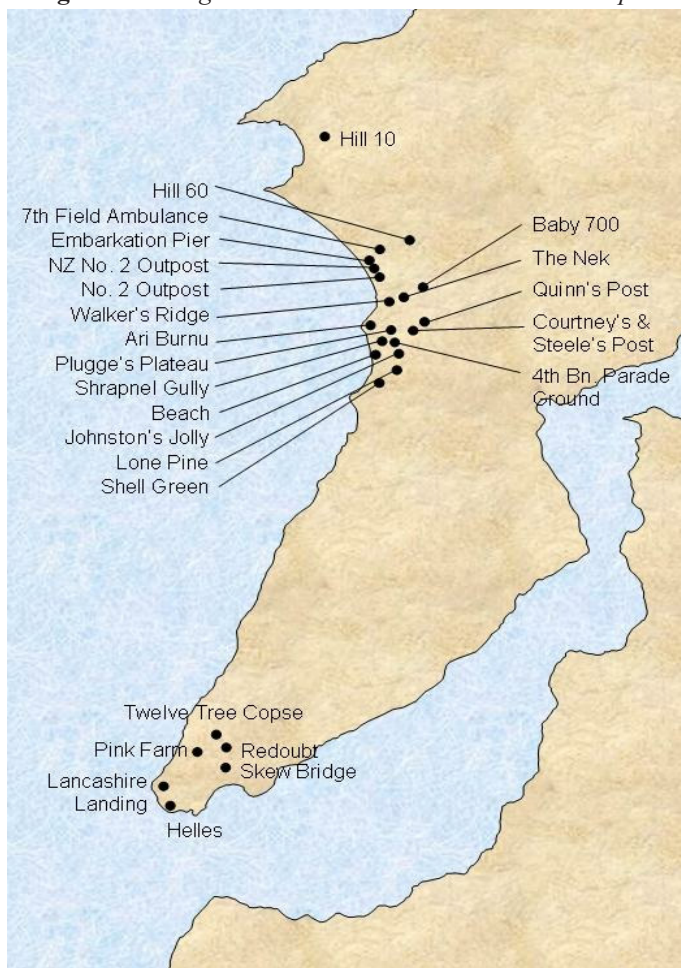 Hill 10
Hill 60
7th Field Ambulance
Embarkation Pier
NZ No. 2 Outpost
No. 2 Outpost
Walker's Ridge
Ari Burnu
Plugge's Plateau
Shrapnel Gully
Beach
Johnston's Jolly
Lone Pine
Shell Green
Baby 700
The Nek
Quinn's Post
Courtney's &
Steele's Post
4th Bn. Parade
Ground
Twelve Tree Copse
Pink Farm
Redoubt
Skew Bridge
Lancashire
Landing
Helles